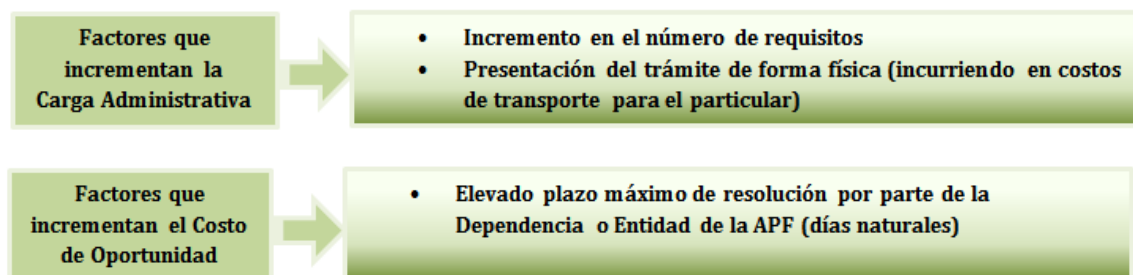 Factores que
incrementan la
Carga Administrativa
• Incremento en el número de requisitos
• Presentación del trámite de forma física (incurriendo en costos
de transporte para el particular)
Factores que
incrementan el Costo
de Oportunidad
• Elevado plazo máximo de resolución por parte de la
Dependencia o Entidad de la APF (días naturales)